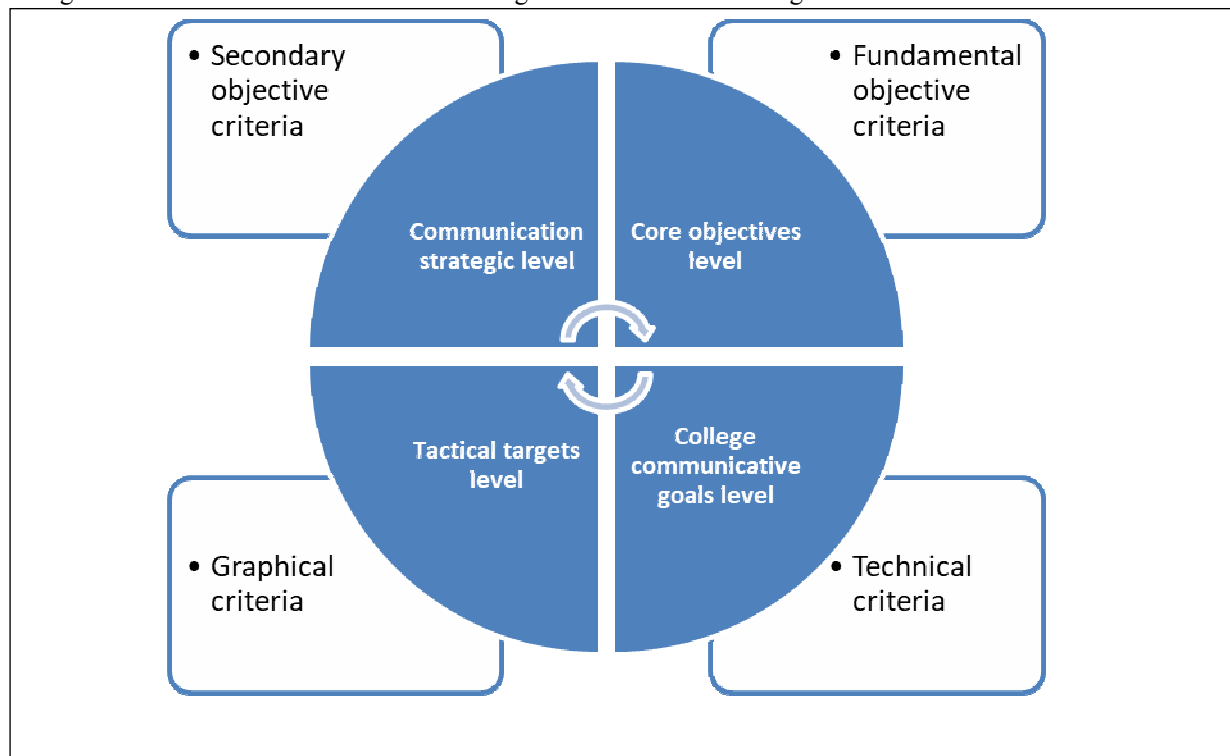 • Secondary
objective
criteria
• Fundamental
objective
criteria
Communication
strategic level
Core objectives
level
Tactical targets
level
College
communicative
goals level
• Graphical
criteria
• Technical
criteria